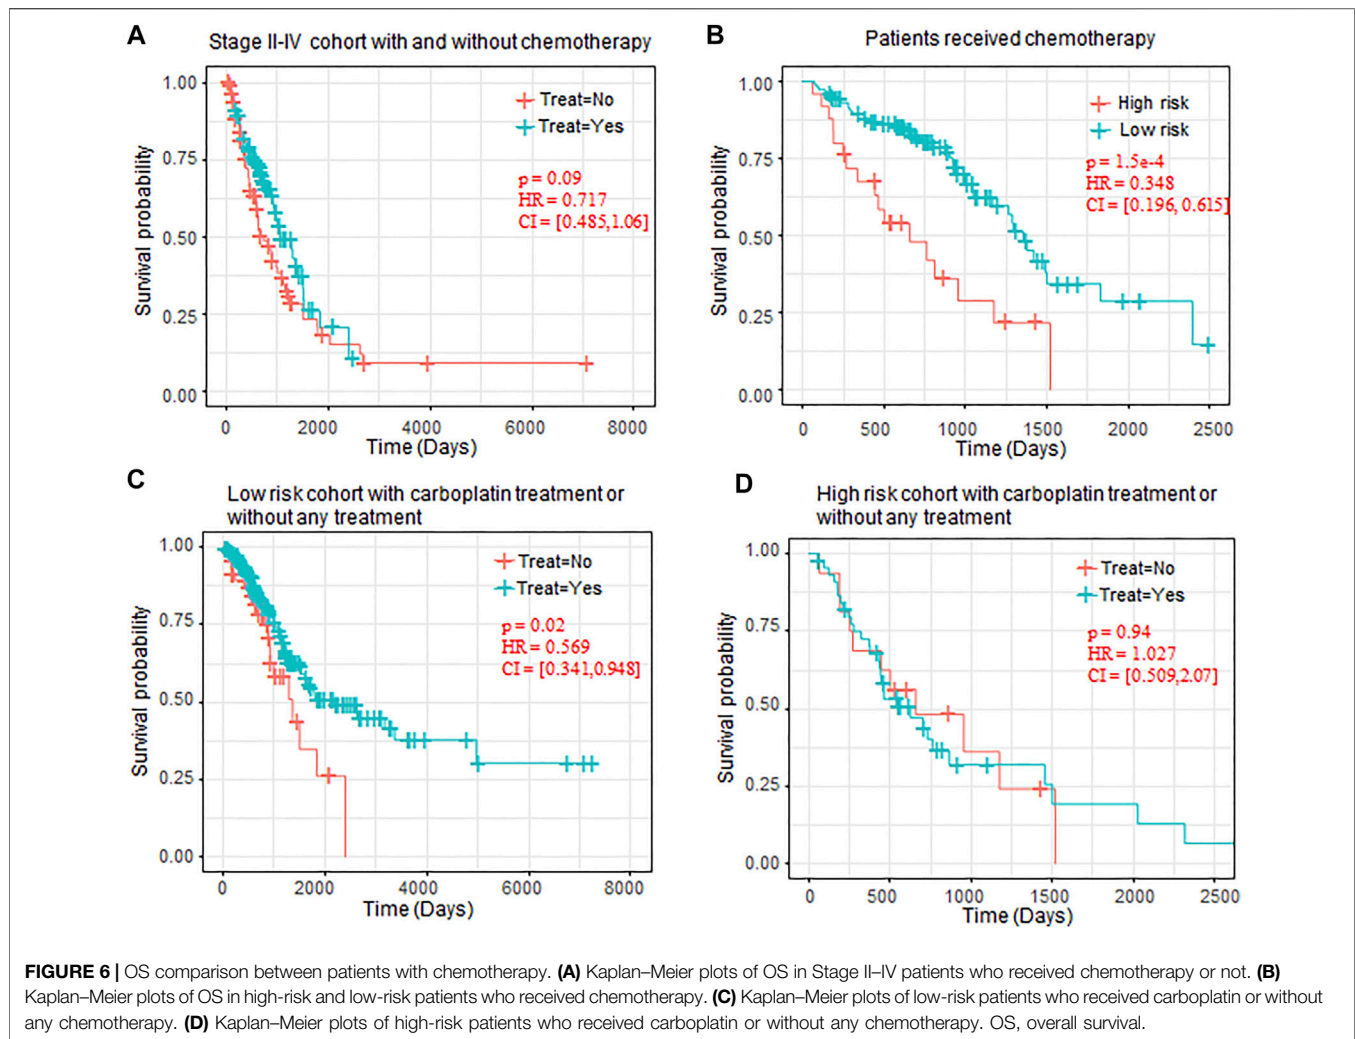 A
Stage II-IV cohort with and without chemotherapy
Survival probability
1.00
0.75
0.50
0.25
0.00
Treat=No
Treat=Yes
p = 0.09
HR = 0.717
CI = [0.485,1.06]
0 2000 4000 6000 8000
Time (Days)
B
Patients received chemotherapy
Survival probability
1.00
0.75
0.50
0.25
0.00
High risk
Low risk
p = 1.5e-4
HR = 0.348
CI = [0.196, 0.615]
0 500 1000 1500 2000 2500
Time (Days)
C
Low risk cohort with carboplatin treatment or
without any treatment
Survival probability
1.00
0.75
0.50
0.25
0.00
Treat=No
Treat=Yes
p = 0.02
HR = 0.569
CI = [0.341,0.948]
0 2000 4000 6000 8000
Time (Days)
D
High risk cohort with carboplatin treatment or
without any treatment
Survival probability
1.00
0.75
0.50
0.25
0.00
Treat=No
Treat=Yes
p = 0.94
HR = 1.027
CI = [0.509,2.07]
0 500 1000 1500 2000 2500
Time (Days)
FIGURE 6 | OS comparison between patients with chemotherapy. (A) Kaplan–Meier plots of OS in Stage II–IV patients who received chemotherapy or not. (B)
Kaplan–Meier plots of OS in high-risk and low-risk patients who received chemotherapy. (C) Kaplan–Meier plots of low-risk patients who received carboplatin or without
any chemotherapy. (D) Kaplan–Meier plots of high-risk patients who received carboplatin or without any chemotherapy. OS, overall survival.